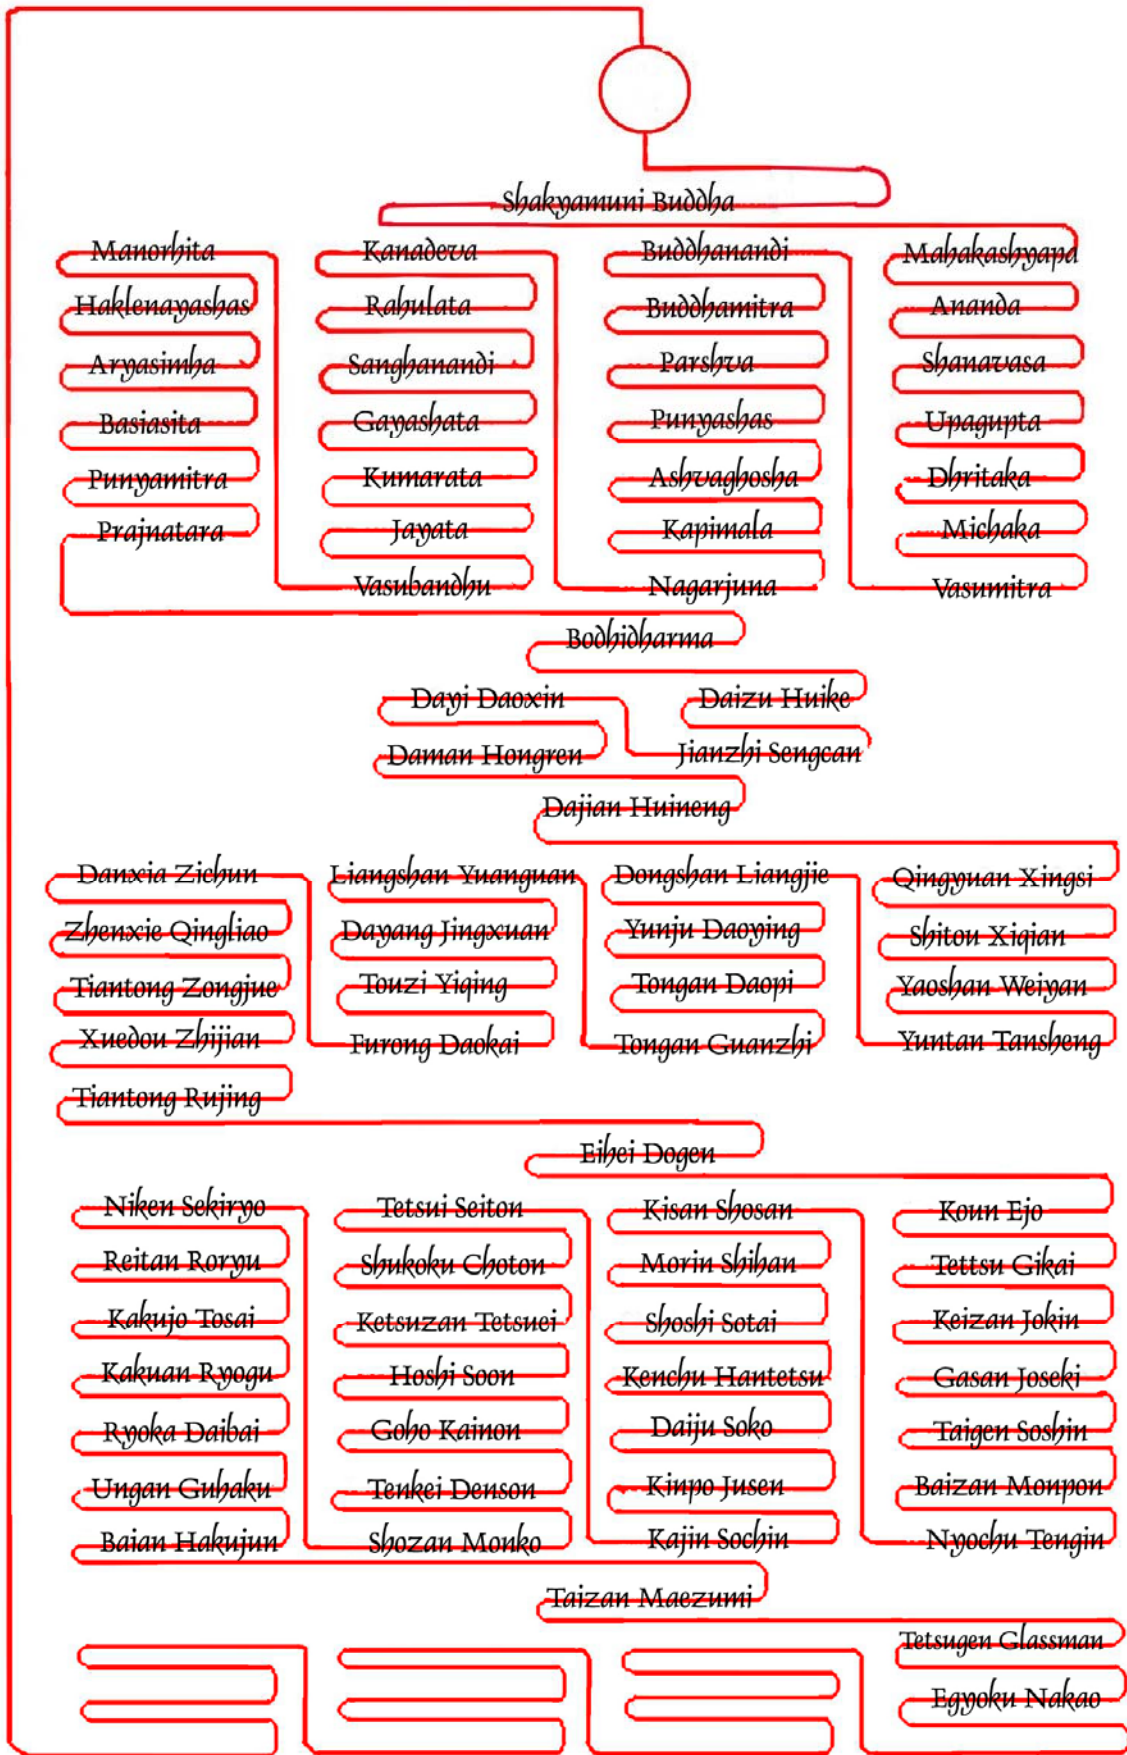 Shakyamuni Buddha
Mahakashyapa
Ananda
Shanavasa
Upagupta
Dhritaka
Michaka
Vasumitra
Buddhanandi
Buddhamitra
Parshva
Punyashas
Ashvaghosha
Kapimala
Nagarjuna
Kanadeva
Rahulata
Sanghanandi
Gayashata
Kumarata
Jayata
Vasubandhu
Manorhita
Haklenayashas
Aryasimha
Basiasita
Punyamitra
Prajnatara
Bodhidharma
Daizu Huike
Jianzhi Sengcan
Dayi Daoxin
Daman Hongren
Dajian Huineng
Qingyuan Xingsi
Shitou Xiqian
Yaoshan Weiyan
Yuntan Tansheng
Dongshan Liangjie
Yunju Daoying
Tongan Daopi
Tongan Guanzhi
Liangshan Yuanguan
Dayang Jingxuan
Touzi Yiqing
Furong Daokai
Danxia Zichun
Zhenxie Qingliao
Tiantong Zongjue
Xuedou Zhijian
Tiantong Rujing
Eihei Dogen
Koun Ejo
Tettsu Gikai
Keizan Jokin
Gasan Joseki
Taigen Soshin
Baizan Monpon
Nyochu Tengin
Kisan Shosan
Morin Shihan
Shoshi Sotai
Kenchu Hantetsu
Daiju Soko
Kinpo Jusen
Kajin Sochin
Tetsui Seiton
Shukoku Choton
Ketsuzan Tetsuei
Hoshi Soon
Goho Kainon
Tenkei Denson
Shozan Monko
Niken Sekiryo
Reitan Roryu
Kakujo Tosai
Kakuan Ryogu
Ryoka Daibai
Ungan Guhaku
Baian Hakujun
Taizan Maezumi
Tetsugen Glassman
Egyoku Nakao